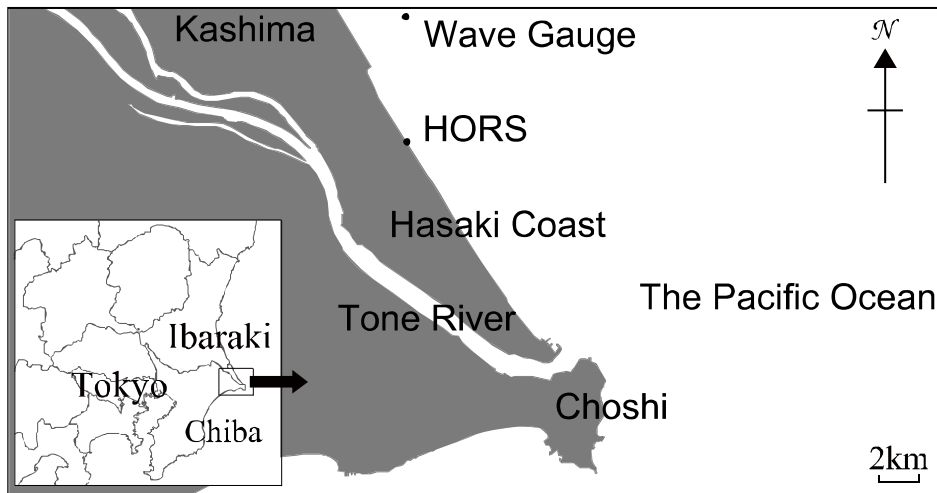 Kashima
Wave Gauge
N
HORS
Hasaki Coast
The Pacific Ocean
Tone River
Ibaraki
Tokyo
Choshi
Chiba
2km